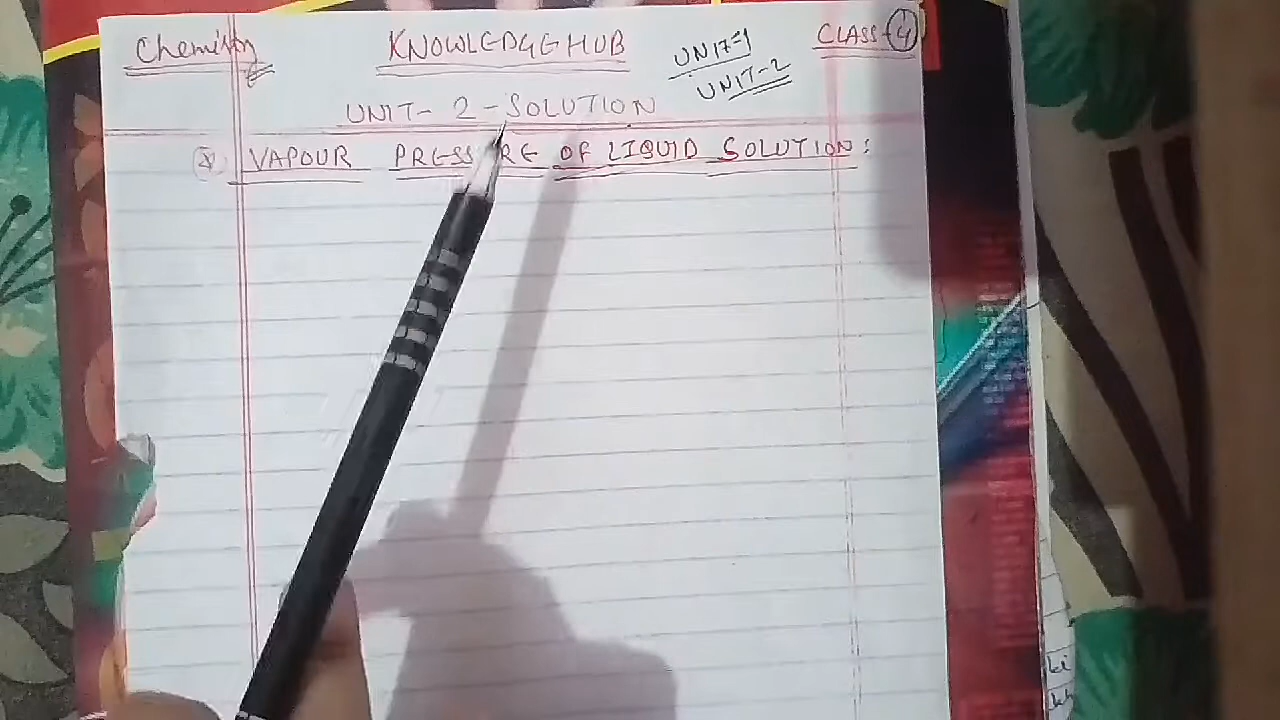 Chemistry KNOWLEDGE HUB UNIT-1 CLASS-4
UNIT-2
UNIT- 2 - SOLUTION
VAPOUR PRESSURE OF LIQUID SOLUTION: